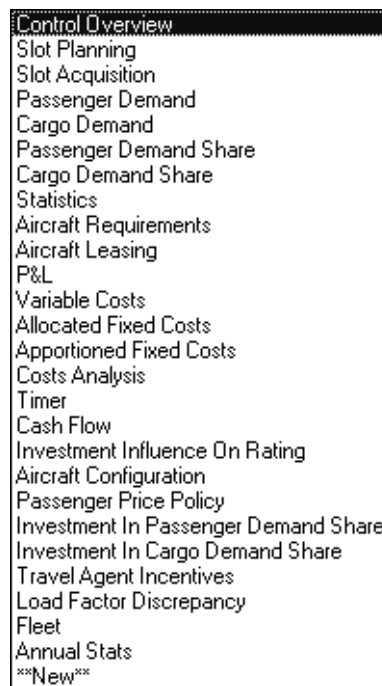 Control Overview
Slot Planning
Slot Acquisition
Passenger Demand
Cargo Demand
Passenger Demand Share
Cargo Demand Share
Statistics
Aircraft Requirements
Aircraft Leasing
P&L
Variable Costs
Allocated Fixed Costs
Apportioned Fixed Costs
Costs Analysis
Timer
Cash Flow
Investment Influence On Rating
Aircraft Configuration
Passenger Price Policy
Investment In Passenger Demand Share
Investment In Cargo Demand Share
Travel Agent Incentives
Load Factor Discrepancy
Fleet
Annual Stats
**New**